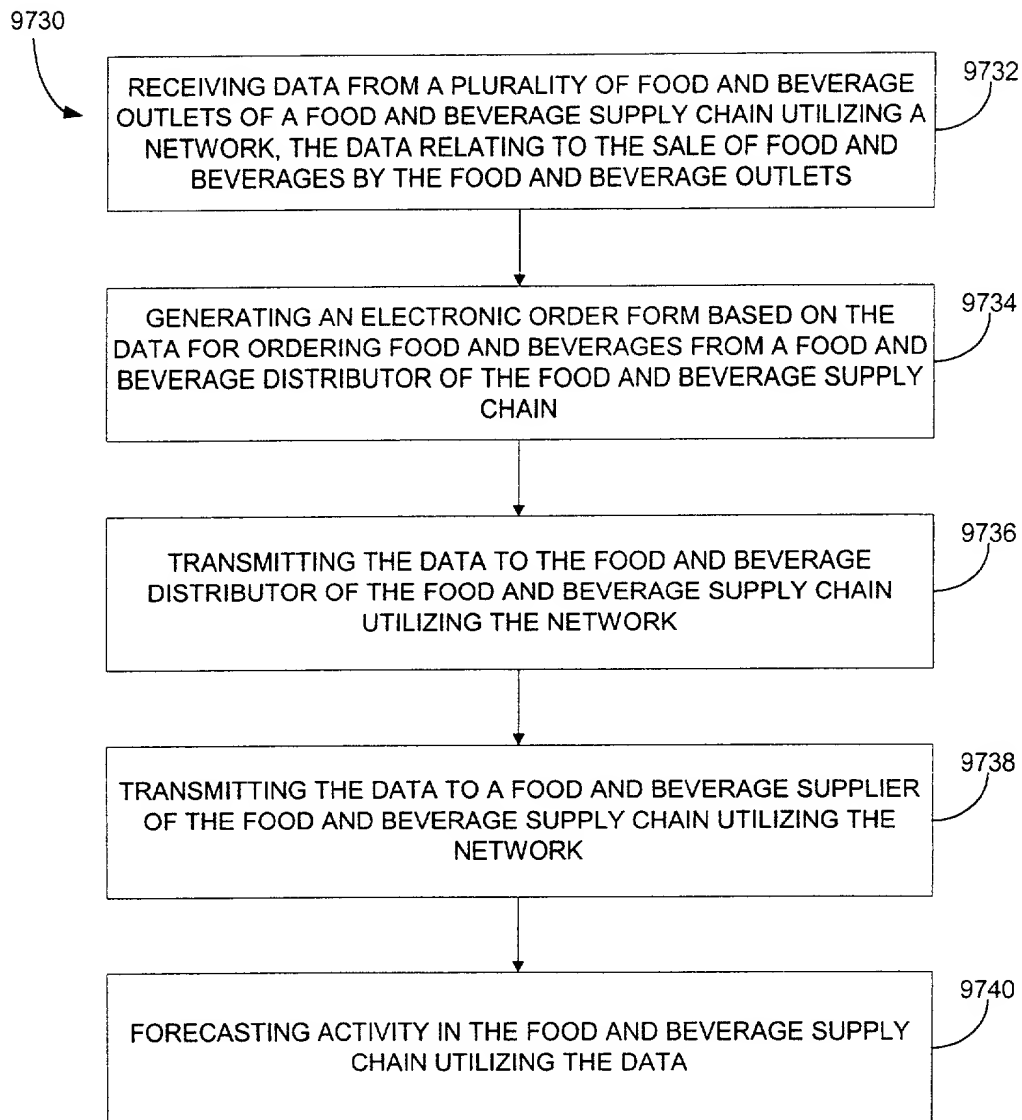 9730
RECEIVING DATA FROM A PLURALITY OF FOOD AND BEVERAGE
OUTLETS OF A FOOD AND BEVERAGE SUPPLY CHAIN UTILIZING A
NETWORK, THE DATA RELATING TO THE SALE OF FOOD AND
BEVERAGES BY THE FOOD AND BEVERAGE OUTLETS
9732
GENERATING AN ELECTRONIC ORDER FORM BASED ON THE
DATA FOR ORDERING FOOD AND BEVERAGES FROM A FOOD AND
BEVERAGE DISTRIBUTOR OF THE FOOD AND BEVERAGE SUPPLY
CHAIN
9734
TRANSMITTING THE DATA TO THE FOOD AND BEVERAGE
DISTRIBUTOR OF THE FOOD AND BEVERAGE SUPPLY CHAIN
UTILIZING THE NETWORK
9736
TRANSMITTING THE DATA TO A FOOD AND BEVERAGE SUPPLIER
OF THE FOOD AND BEVERAGE SUPPLY CHAIN UTILIZING THE
NETWORK
9738
FORECASTING ACTIVITY IN THE FOOD AND BEVERAGE SUPPLY
CHAIN UTILIZING THE DATA
9740